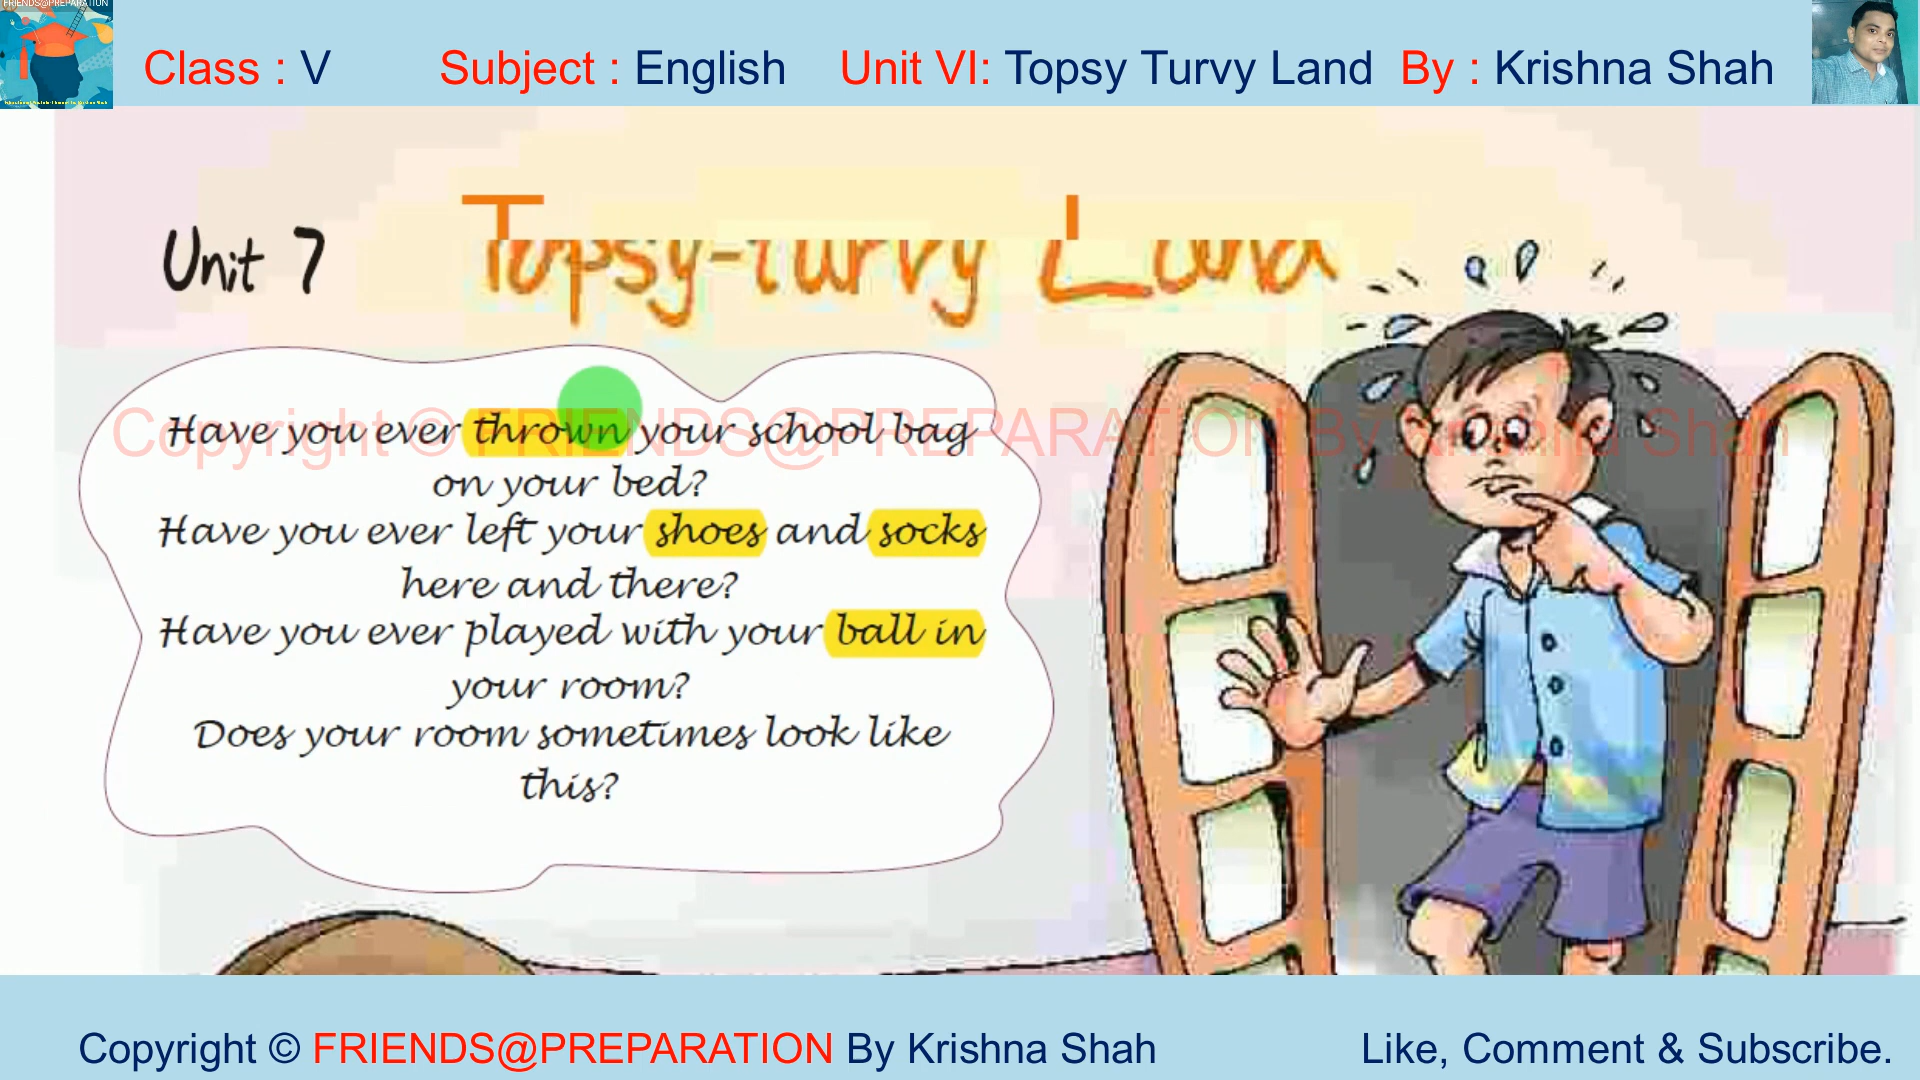 FRIENDS@PREPARATION
Class : V Subject : English Unit VI: Topsy Turvy Land By : Krishna Shah
Unit 7 Topsy-turvy Land
Copyright © FRIENDS@PREPARATION By Krishna Shah
Have you ever thrown your school bag
on your bed?
Have you ever left your shoes and socks
here and there?
Have you ever played with your ball in
your room?
Does your room sometimes look like
this?
Copyright © FRIENDS@PREPARATION By Krishna Shah Like, Comment & Subscribe.